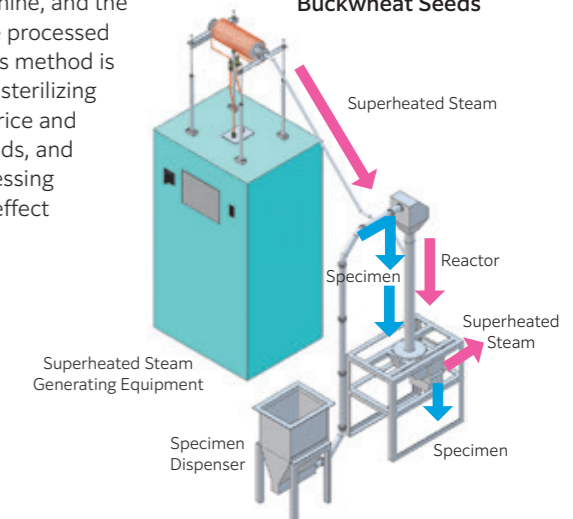 nine, and the
processed
s method is
sterilizing
rice and
ds, and
essing
effect
Buckwheat Seeds
Superheated Steam
Specimen
Reactor
Superheated
Steam
Superheated Steam
Generating Equipment
Specimen
Dispenser
Specimen